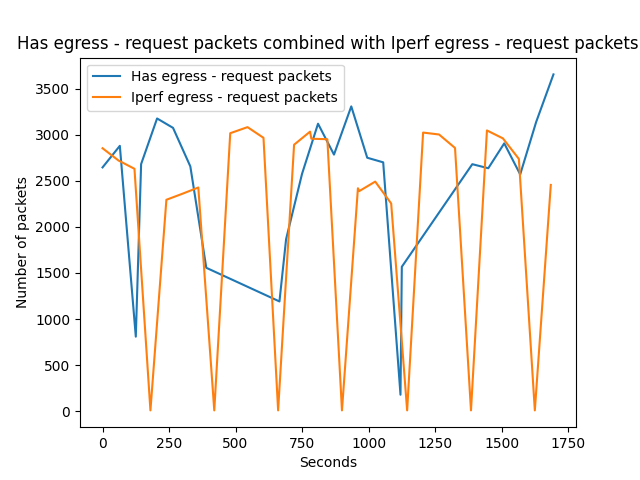 Has egress - request packets combined with Iperf egress - request packets
Has egress - request packets
Iperf egress - request packets
Number of packets
3500
3000
2500
2000
1500
1000
500
0
0 250 500 750 1000 1250 1500 1750
Seconds